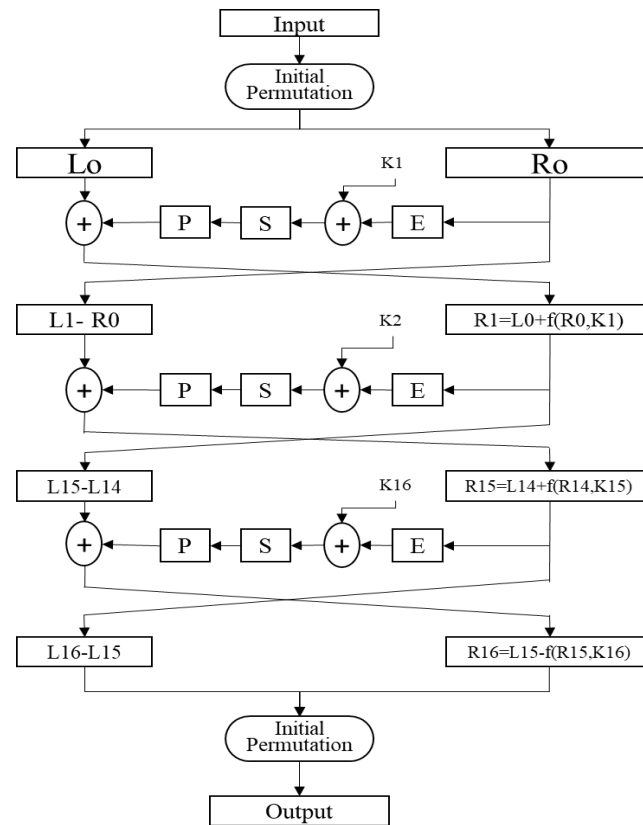 Input
Initial
Permutation
Lo
Ro
K1
+
P
S
+
E
L1- R0
R1=L0+f(R0,K1)
K2
+
P
S
+
E
L15-L14
R15=L14+f(R14,K15)
K16
+
P
S
+
E
L16-L15
R16=L15-f(R15,K16)
Initial
Permutation
Output